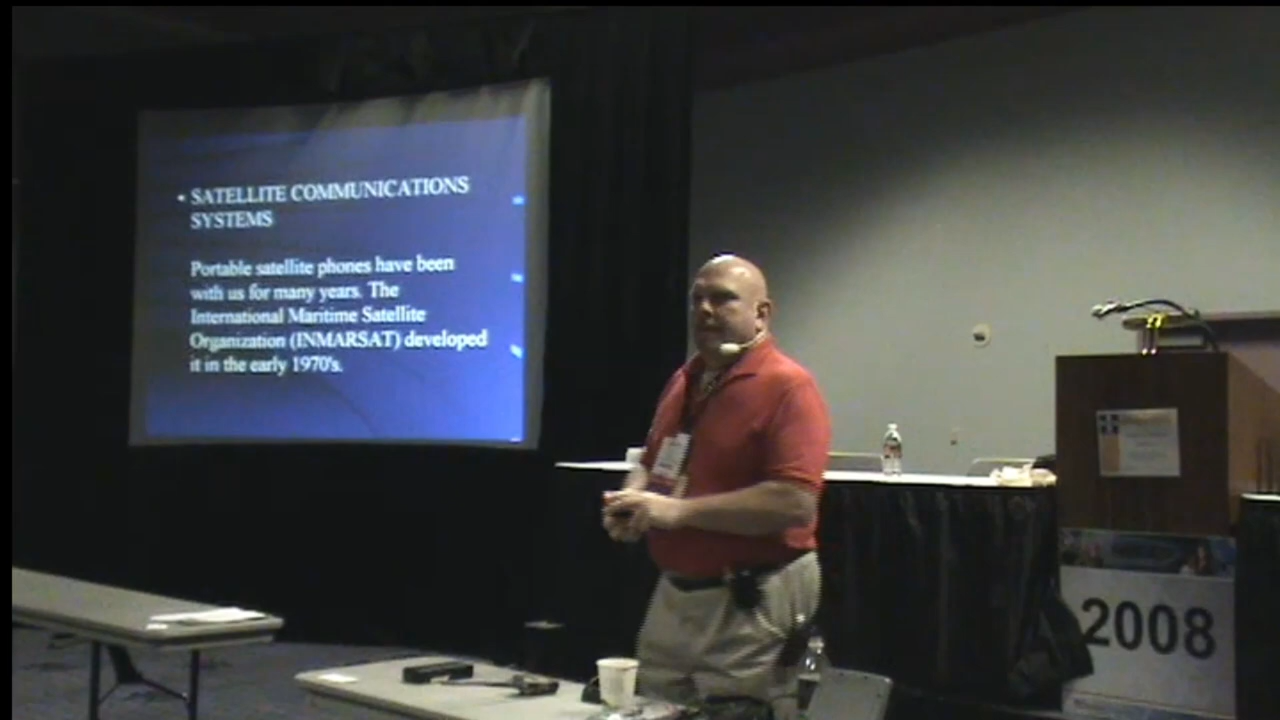 • SATELLITE COMMUNICATIONS
SYSTEMS
Portable satellite phones have been
with us for many years. The
International Maritime Satellite
Organization (INMARSAT) developed
it in the early 1970's.
2008